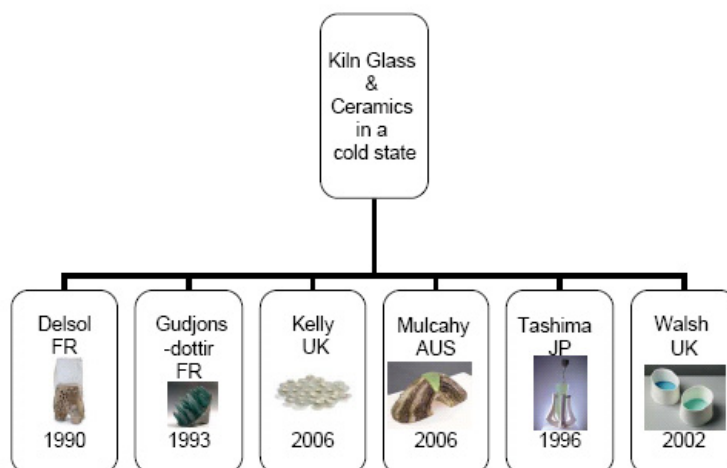 Kiln Glass
&
Ceramics
in a
cold state
Delsol
FR
1990
Gudjons
-dottir
FR
1993
Kelly
UK
2006
Mulcahy
AUS
2006
Tashima
JP
1996
Walsh
UK
2002